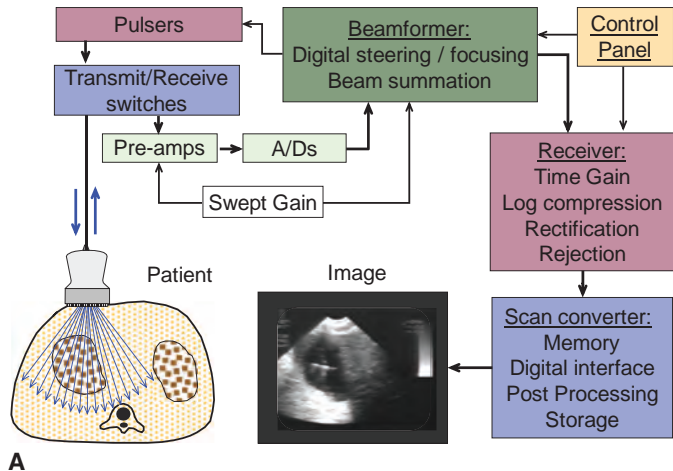 Pulsers
Beamformer:
Digital steering / focusing
Beam summation
Control
Panel
Transmit/Receive
switches
Pre-amps
A/Ds
Swept Gain
Receiver:
Time Gain
Log compression
Rectification
Rejection
Patient
Image
Scan converter:
Memory
Digital interface
Post Processing
Storage
A